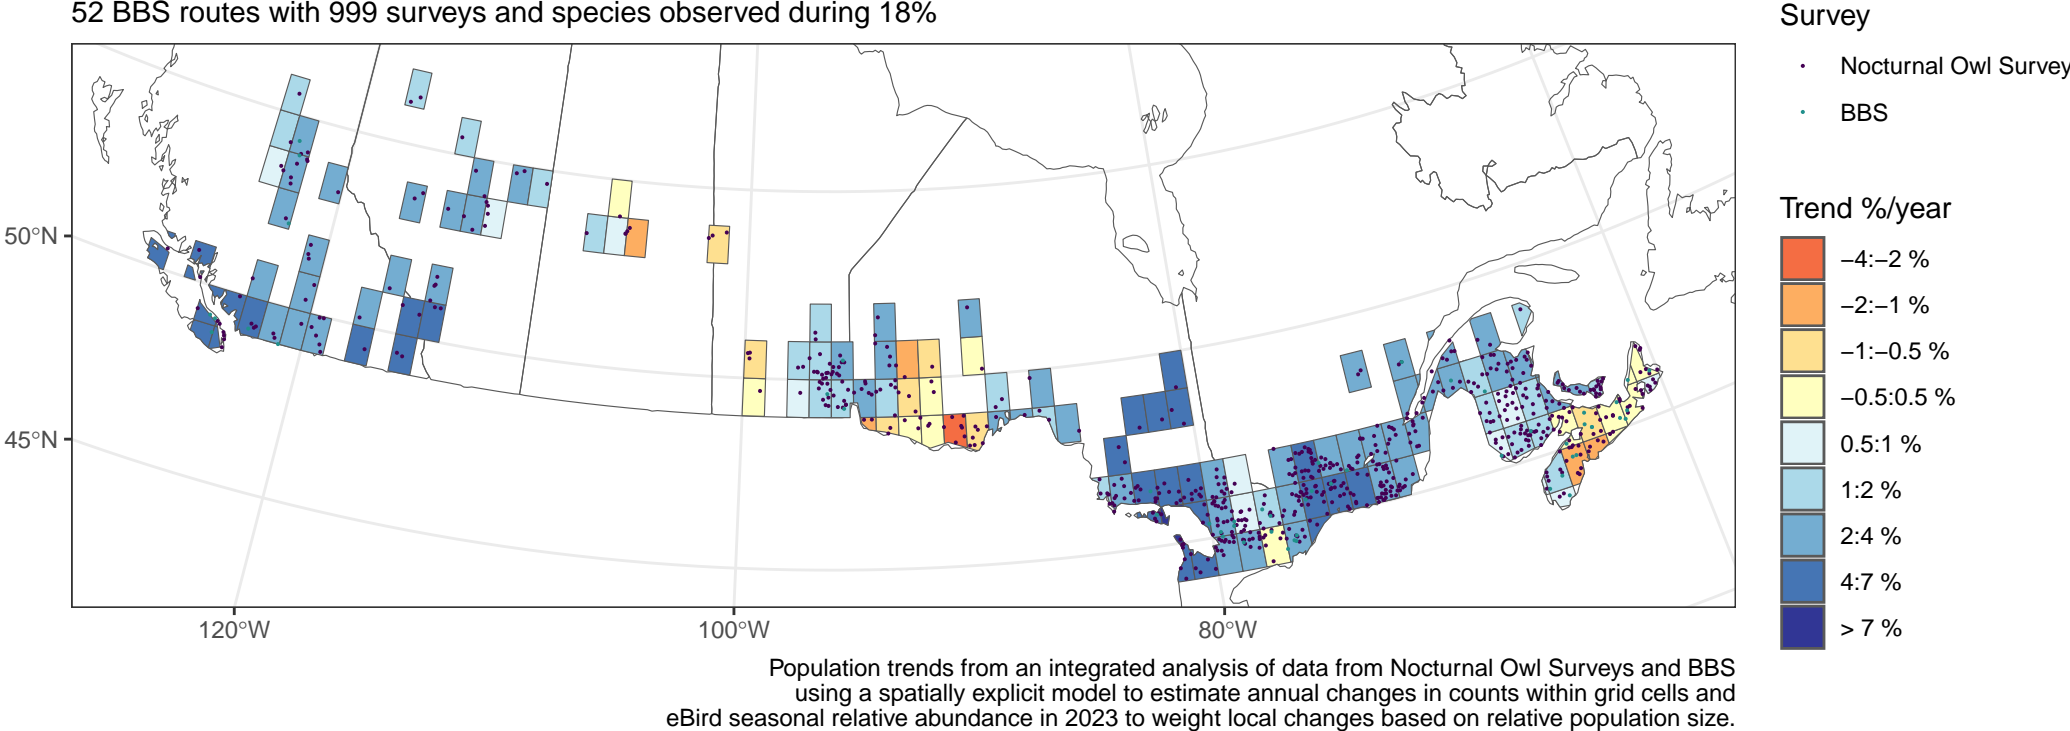 52 BBS routes with 999 surveys and species observed during 18%
Survey
Nocturnal Owl Survey
BBS
Trend %/year
−4:−2 %
−2:−1 %
−1:−0.5 %
−0.5:0.5 %
0.5:1 %
1:2 %
2:4 %
4:7 %
> 7 %
50°N
45°N
120°W
100°W
80°W
Population trends from an integrated analysis of data from Nocturnal Owl Surveys and BBS
using a spatially explicit model to estimate annual changes in counts within grid cells and
eBird seasonal relative abundance in 2023 to weight local changes based on relative population size.